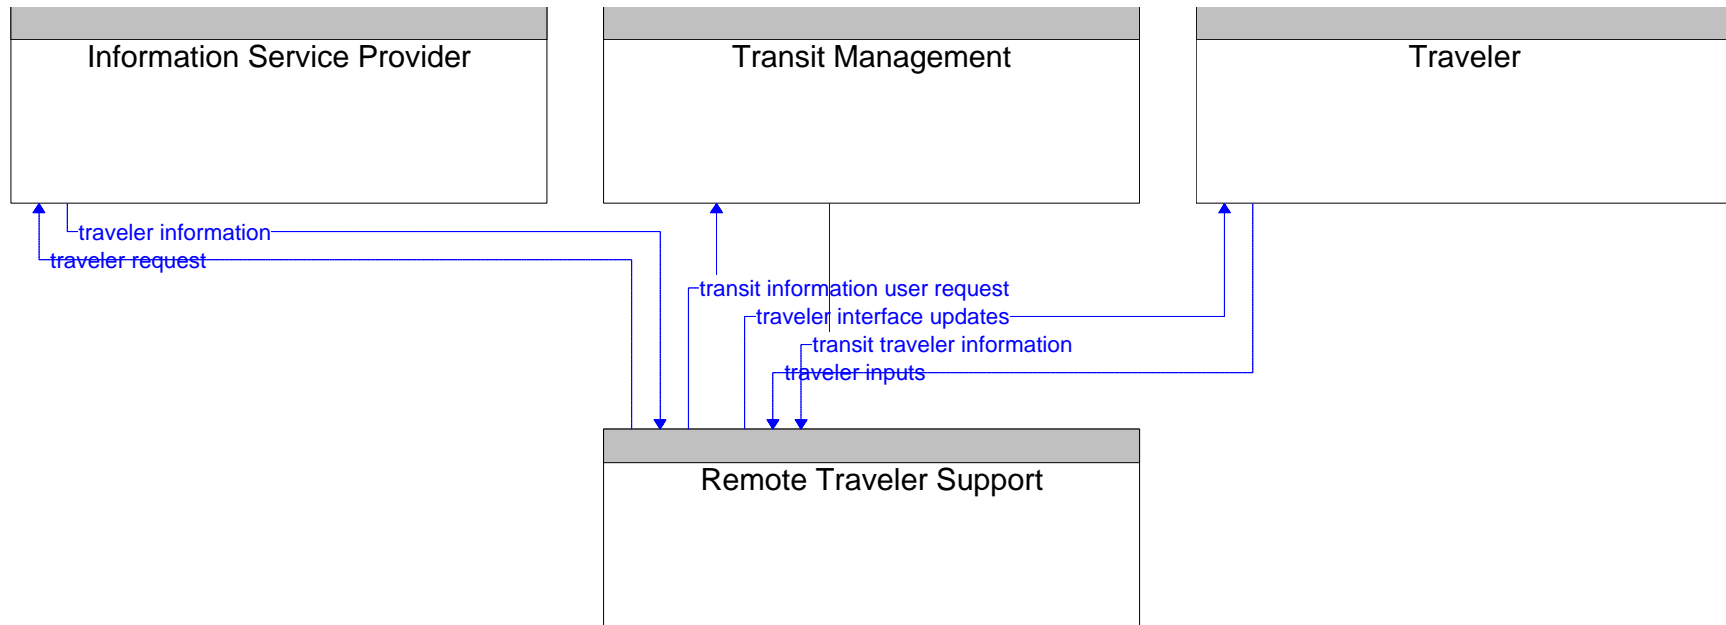 Information Service Provider
Transit Management
Traveler
traveler information
traveler request
transit information user request
traveler interface updates
transit traveler information
traveler inputs
Remote Traveler Support